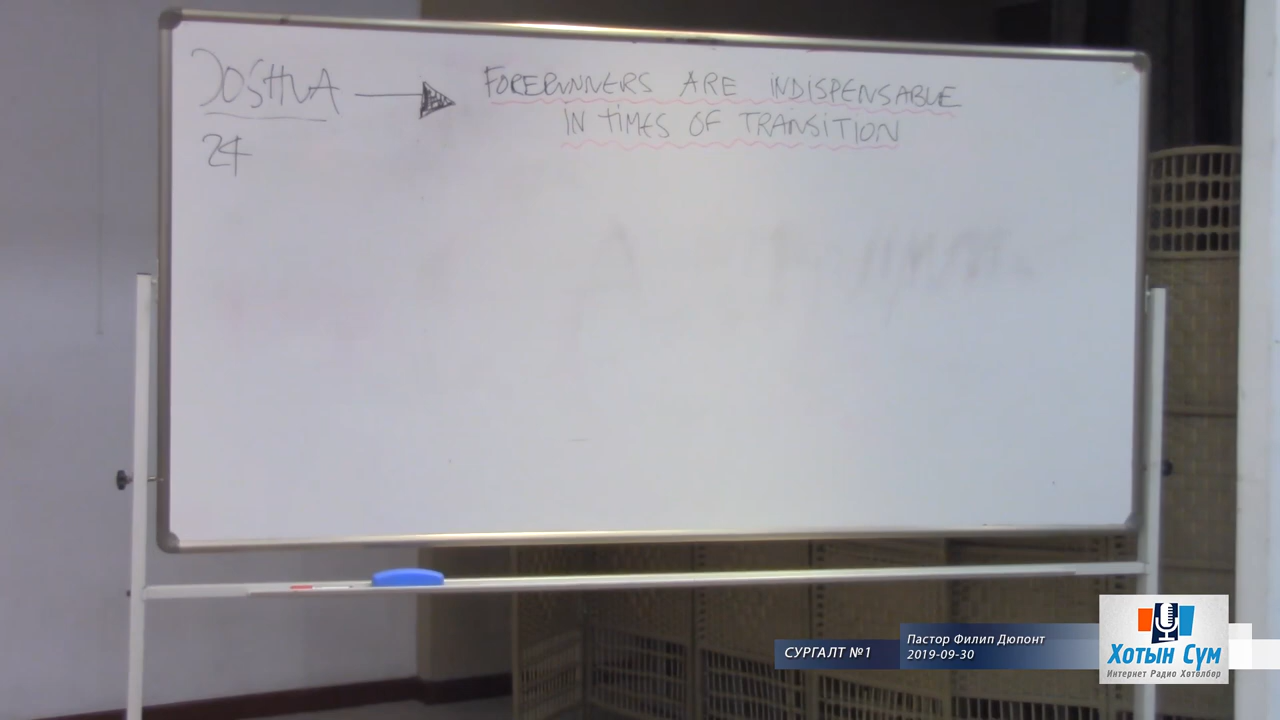 JOSHUA
24
FORERUNNERS ARE INDISPENSABLE
IN TIMES OF TRANSITION
СУРГАЛТ №1
Пастор Филип Дюпонт
2019-09-30
Хотын Сүм
Интернет Радио Хөтөлбөр